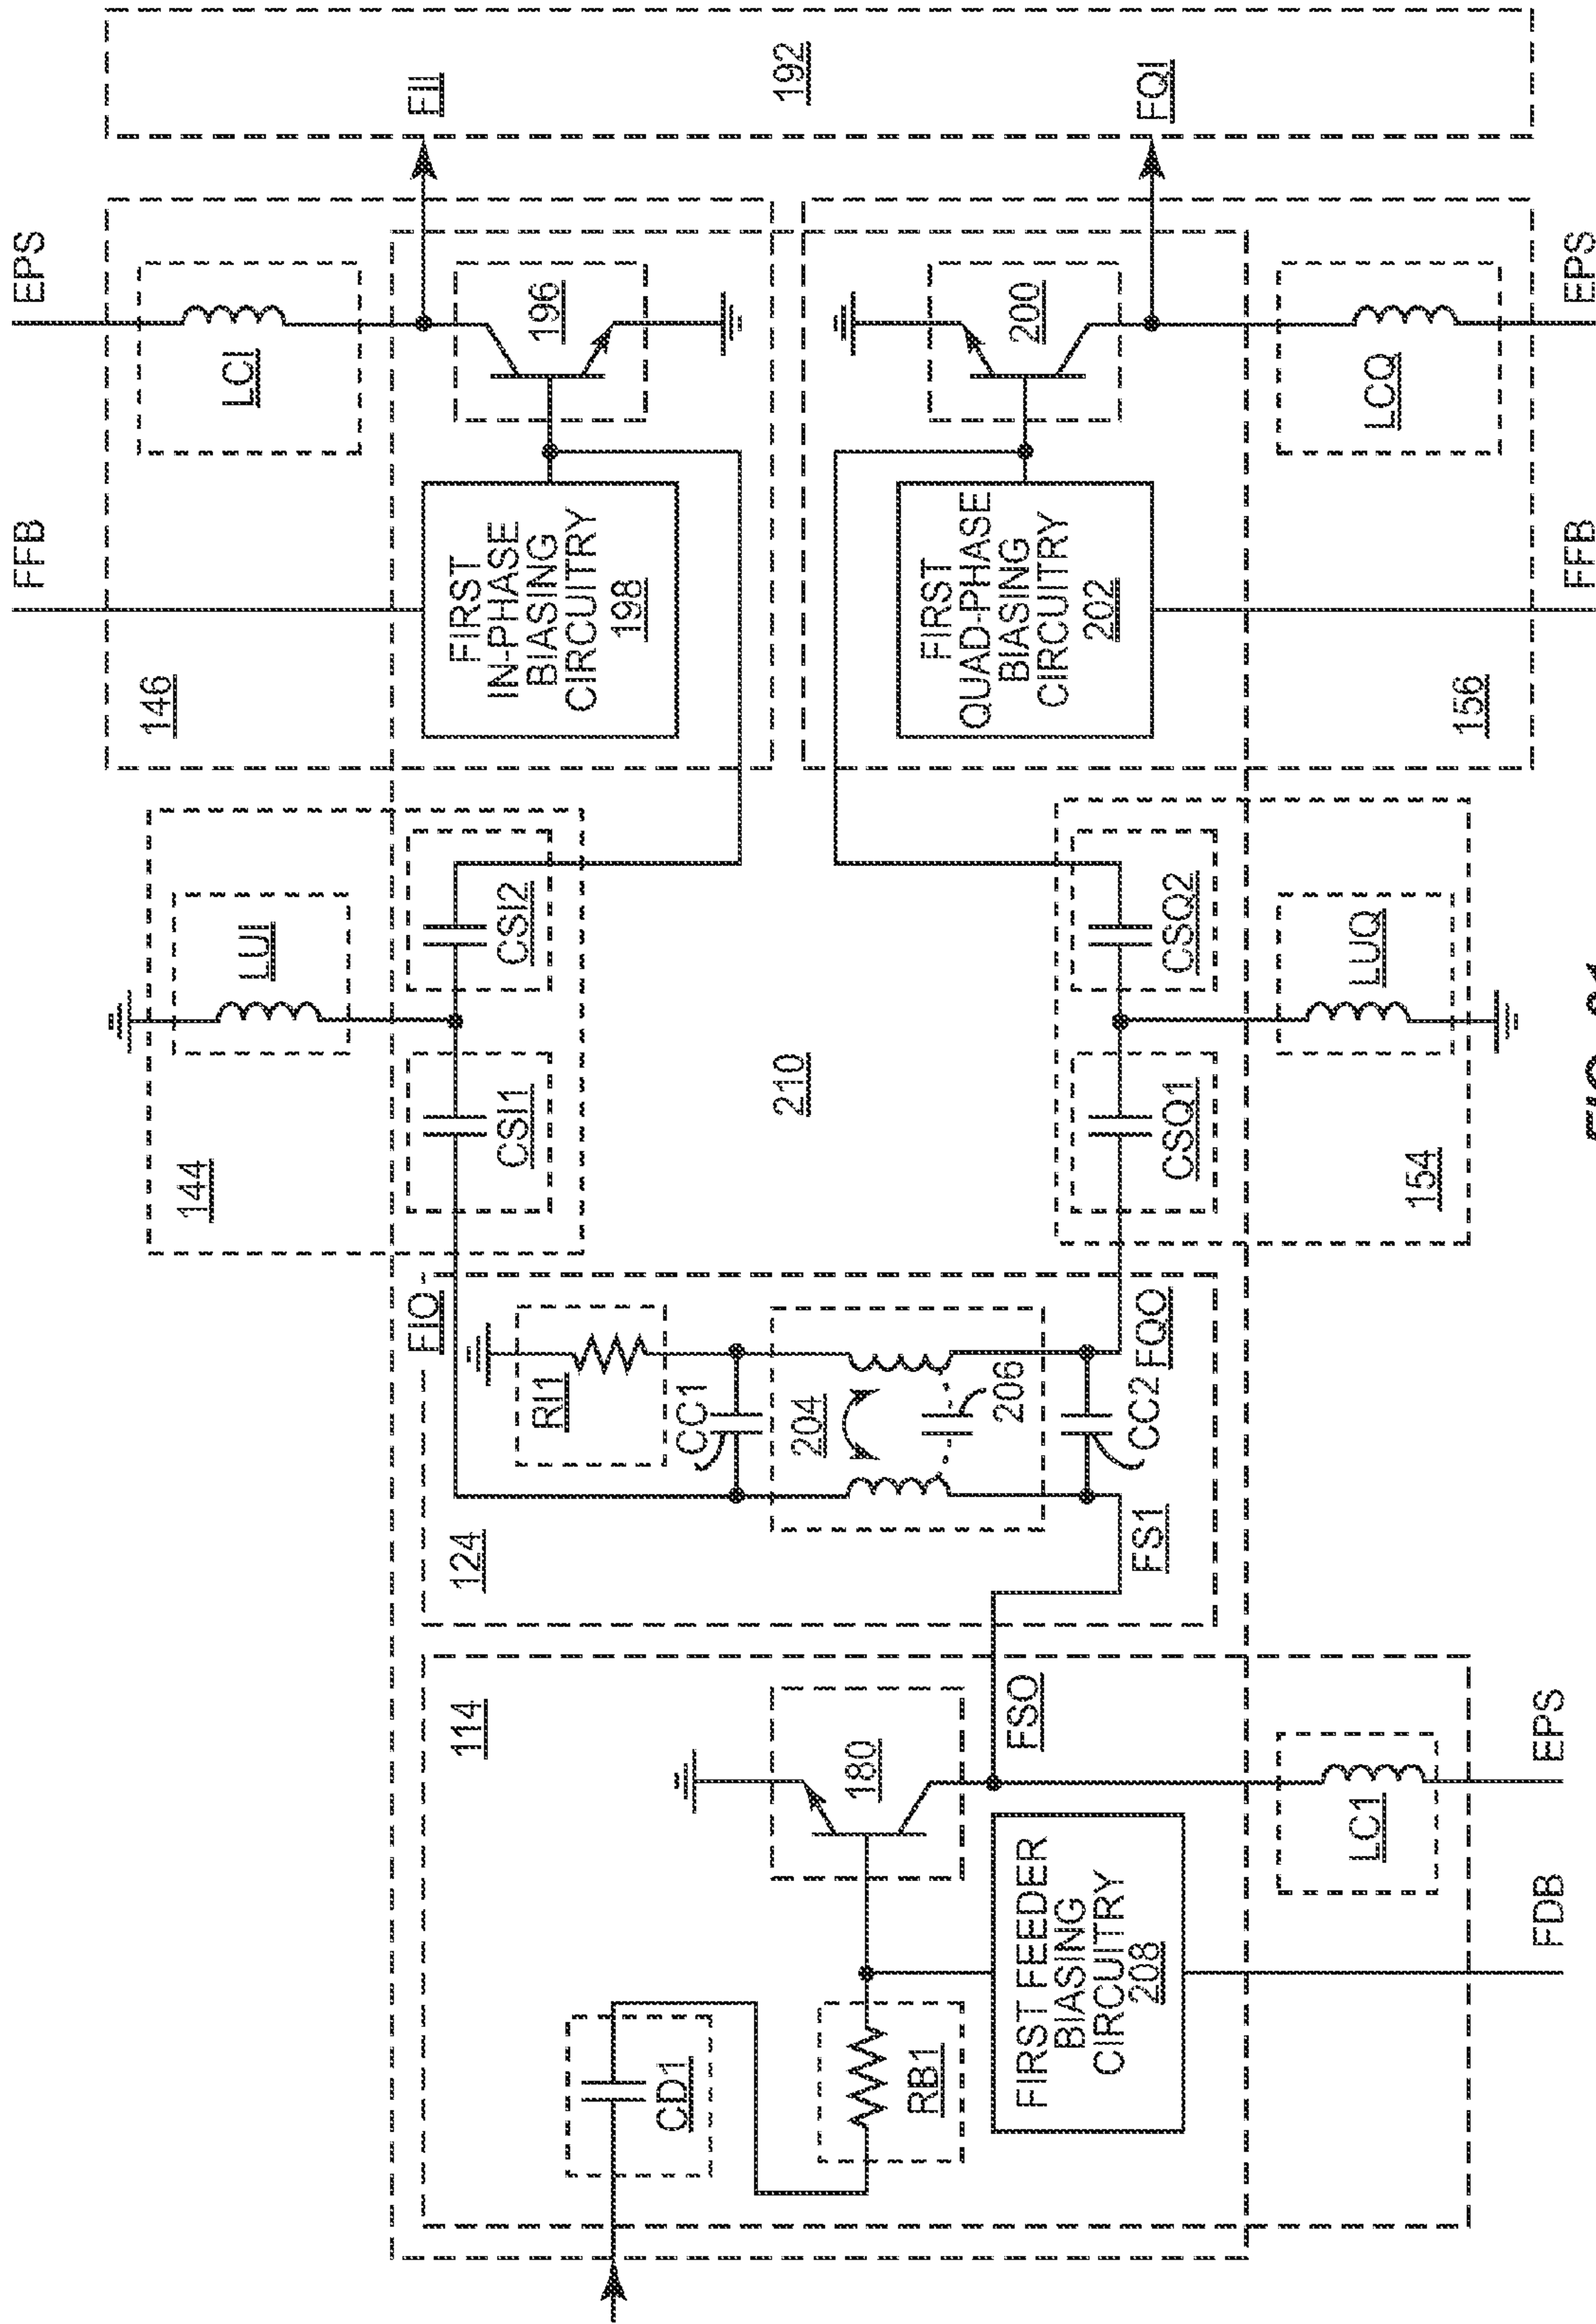 EPS
FFB
LCI
FII
146
196
FIRST
IN-PHASE
BIASING
CIRCUITRY
198
192
LUI
144
CSI2
CSI1
FIO
RI1
CC1
204
206
CC2
FQO
124
FS1
210
FIRST
QUAD-PHASE
BIASING
CIRCUITRY
202
200
FQI
LCQ
156
EPS
FFB
CSQ2
CSQ1
LUQ
154
114
180
FSO
CD1
RB1
FIRST FEEDER
BIASING
CIRCUITRY
208
LC1
EPS
FDB
FIG.